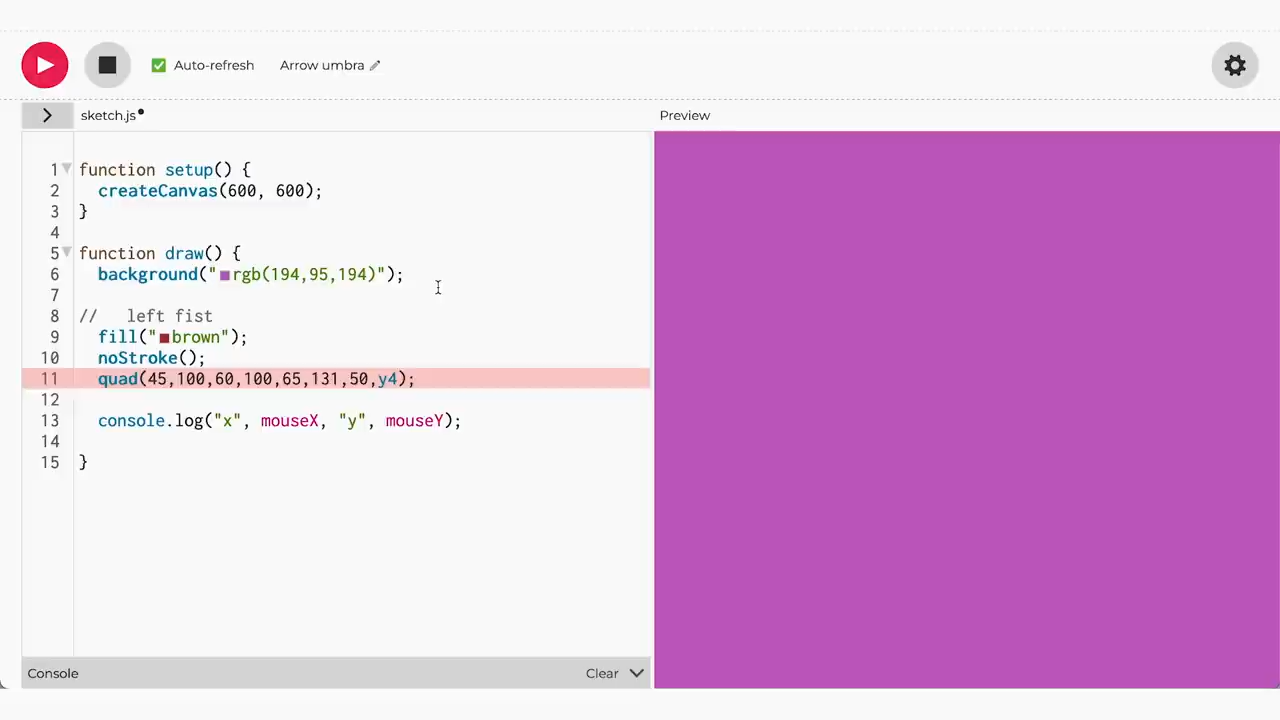 Auto-refresh Arrow umbra
sketch.js
Preview
1 function setup() {
2 createCanvas(600, 600);
3 }
4
5 function draw() {
6 background("rgb(194,95,194)");
7
8 // left fist
9 fill("brown");
10 noStroke();
11 quad(45,100,60,100,65,131,50,y4);
12
13 console.log("x", mouseX, "y", mouseY);
14
15 }
Console Clear